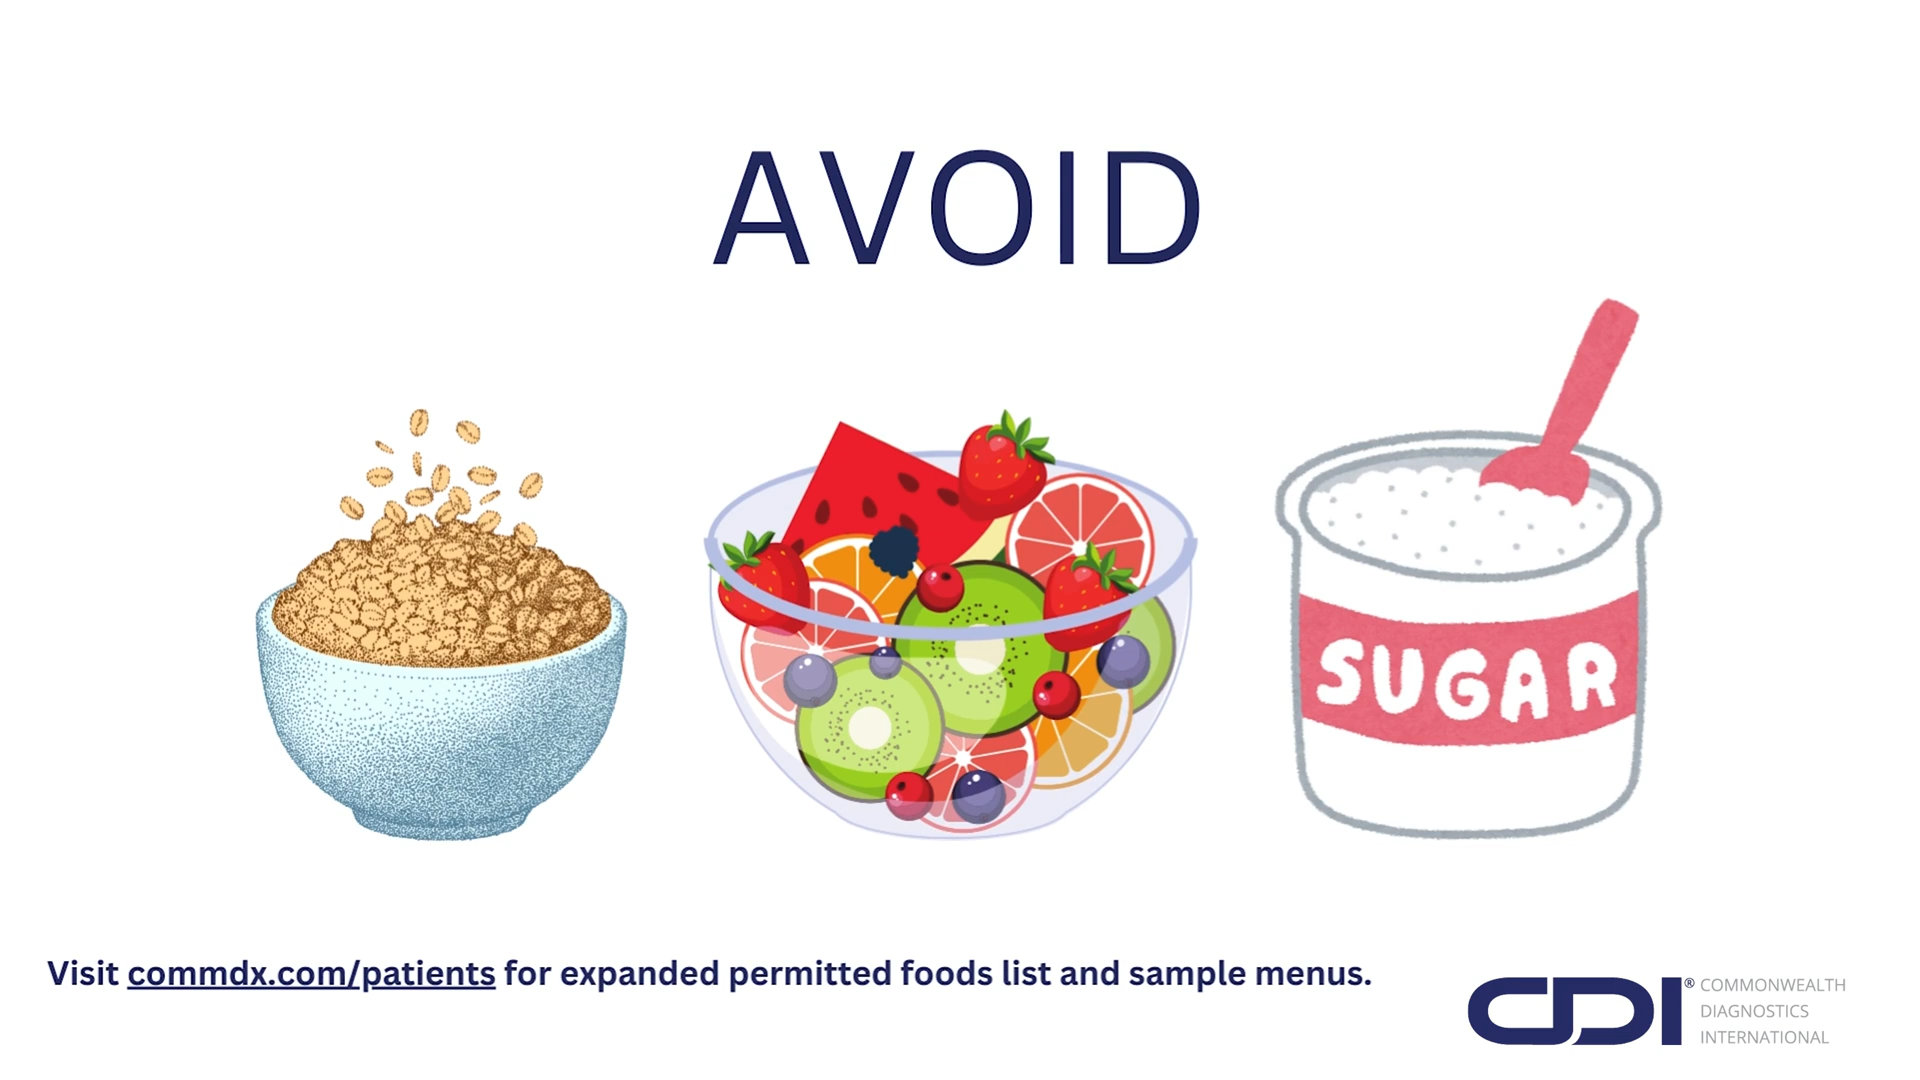 AVOID
SUGAR
Visit commdx.com/patients for expanded permitted foods list and sample menus.
CDI® COMMONWEALTH
DIAGNOSTICS
INTERNATIONAL